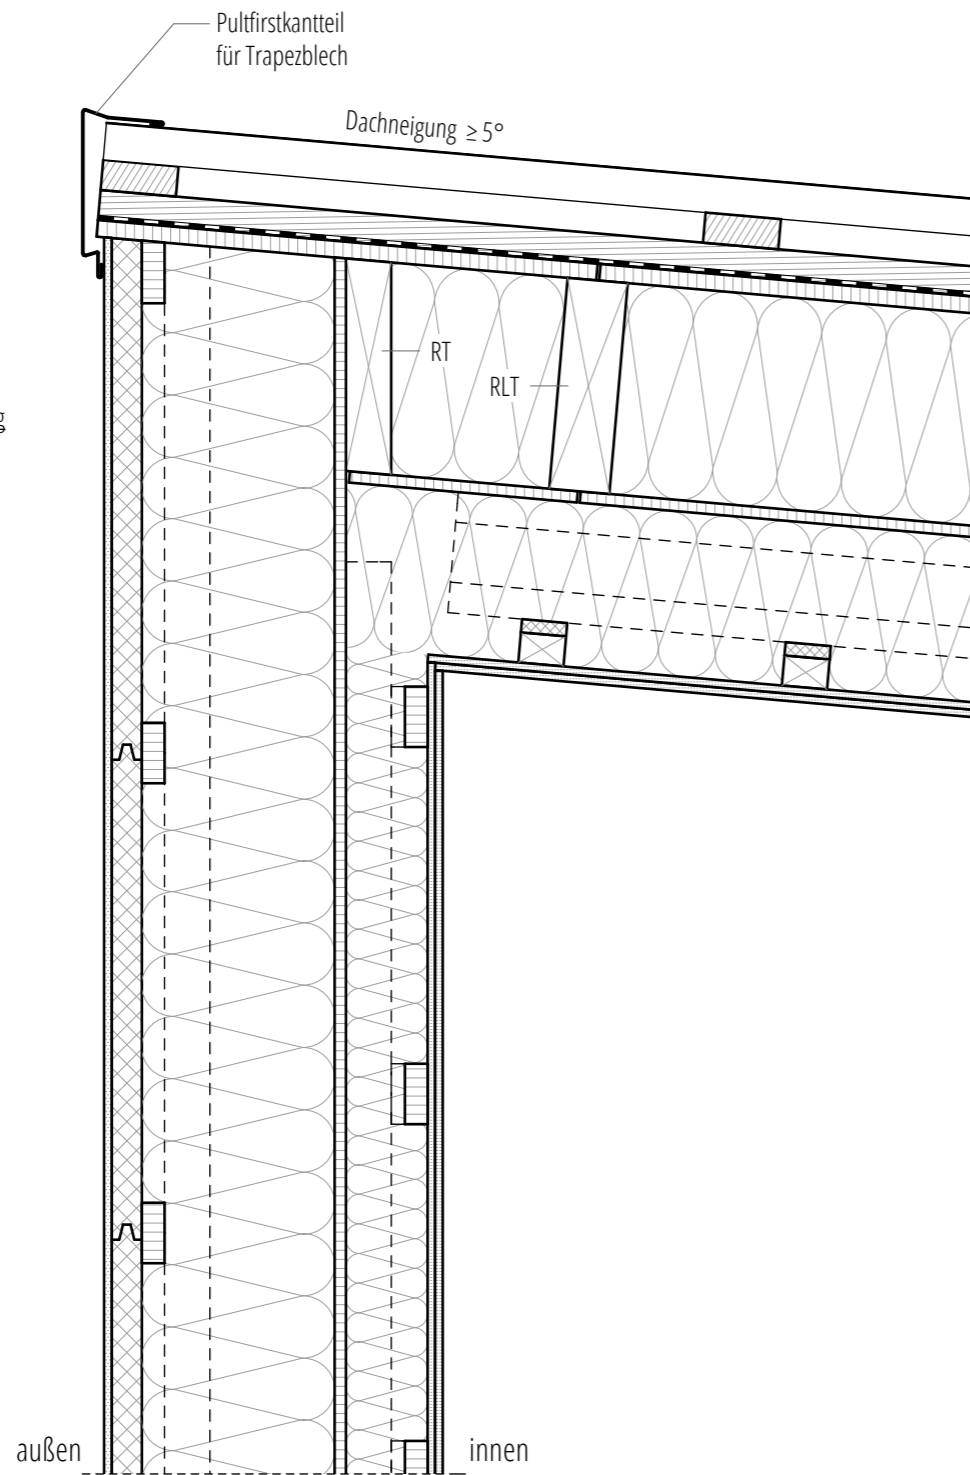 Pultfirstkantteil
für Trapezblech
Dachneigung ≥ 5°
RT
RLT
außen
innen